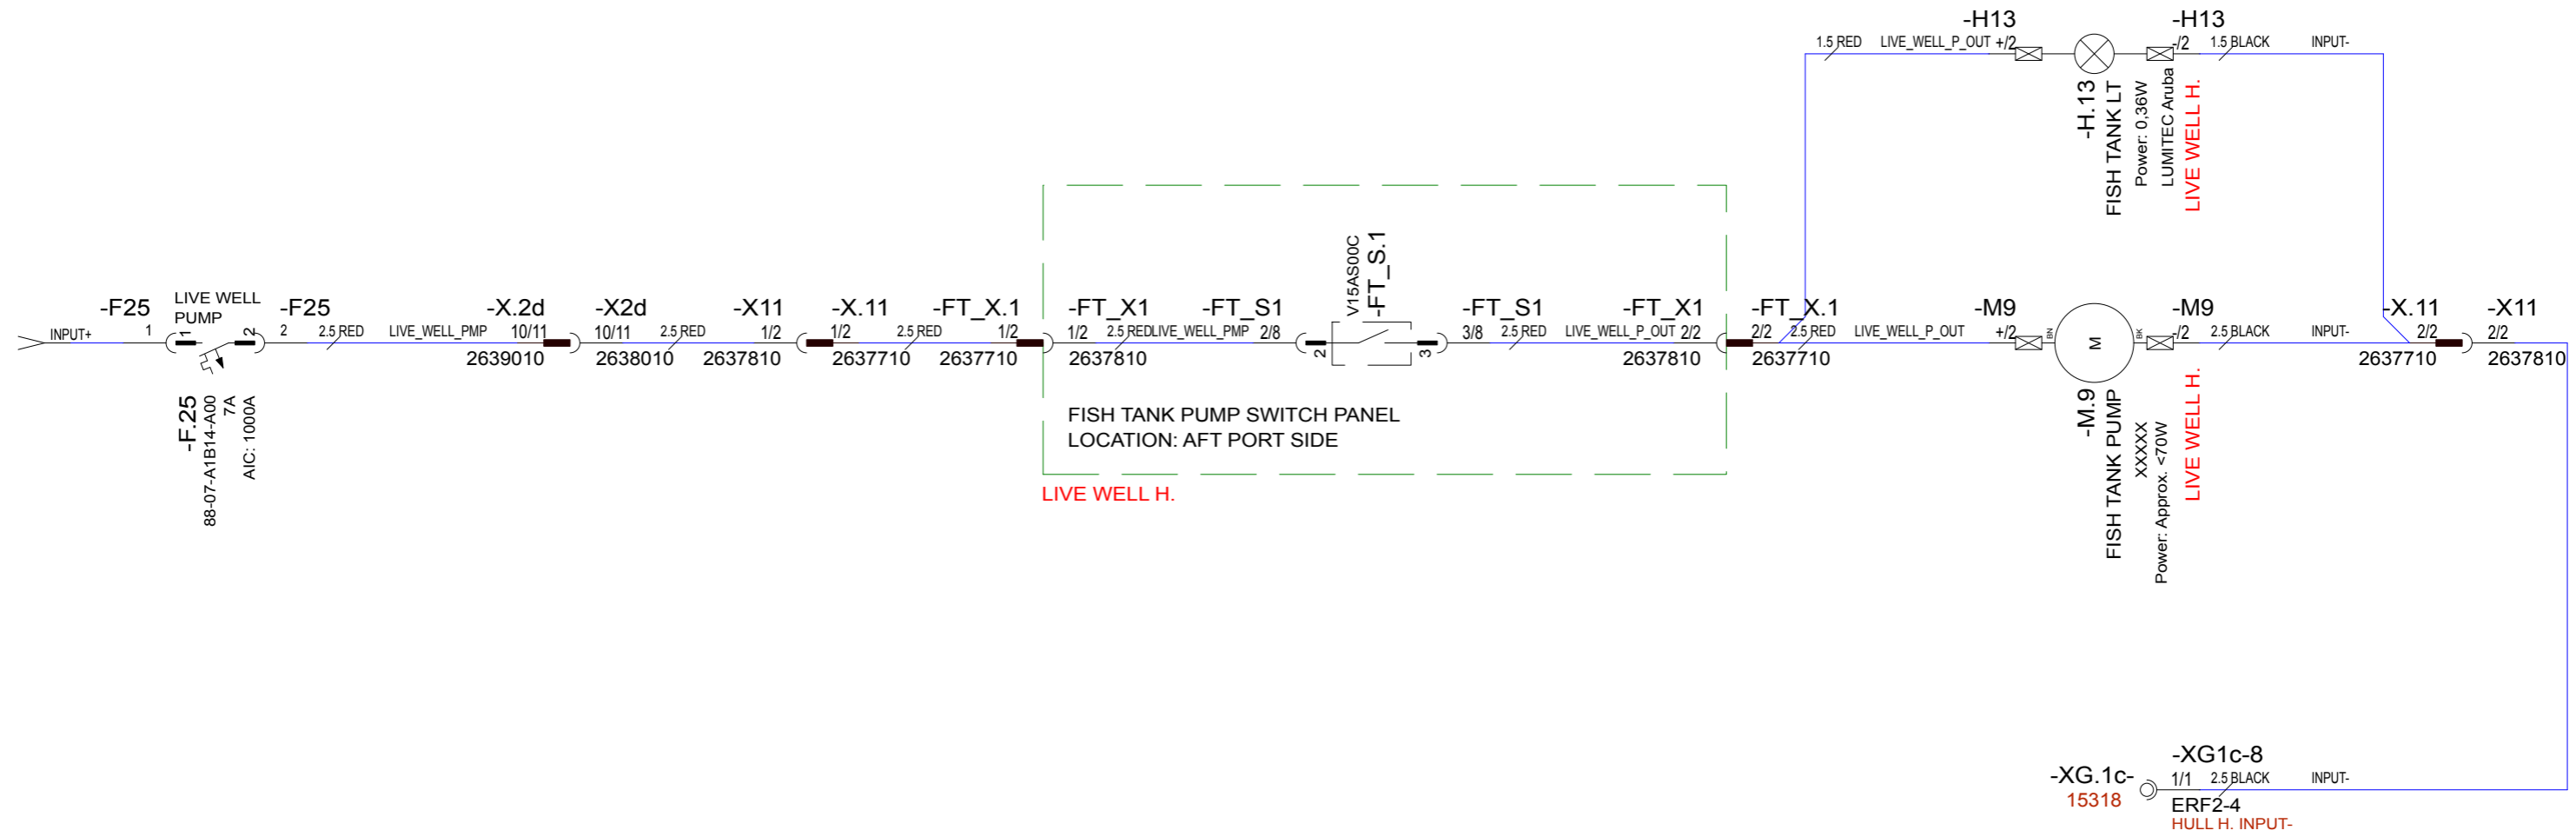 -H13
-H13
1.5 RED
LIVE_WELL_P_OUT
+/2
-/2
1.5 BLACK
INPUT-
-H.13
FISH TANK LT
Power: 0,36W
LUMITEC Aruba
LIVE WELL H.
V15AS00C
-FT_S.1
-F25
LIVE WELL
PUMP
-F25
-X.2d
-X2d
-X11
-X.11
-FT_X.1
-FT_X1
-FT_S1
-FT_S1
-FT_X1
-FT_X.1
-M9
-M9
-X.11
-X11
INPUT+
1
1
2
2
2.5 RED
LIVE_WELL_PMP
10/11
10/11
2.5 RED
1/2
1/2
2.5 RED
1/2
1/2
2.5 RED
LIVE_WELL_PMP
2/8
2
3
3/8
2.5 RED
LIVE_WELL_P_OUT
2/2
2/2
2.5 RED
LIVE_WELL_P_OUT
+/2
BN
M
BK
-/2
2.5 BLACK
INPUT-
2/2
2/2
2639010
2638010
2637810
2637710
2637710
2637810
2637810
2637710
2637710
2637810
-F.25
88-07-A1B14-A00
7A
AIC: 1000A
FISH TANK PUMP SWITCH PANEL
LOCATION: AFT PORT SIDE
LIVE WELL H.
-M.9
FISH TANK PUMP
XXXXX
Power: Approx. <70W
LIVE WELL H.
-XG.1c-
15318
-XG1c-8
1/1
2.5 BLACK
INPUT-
ERF2-4
HULL H. INPUT-